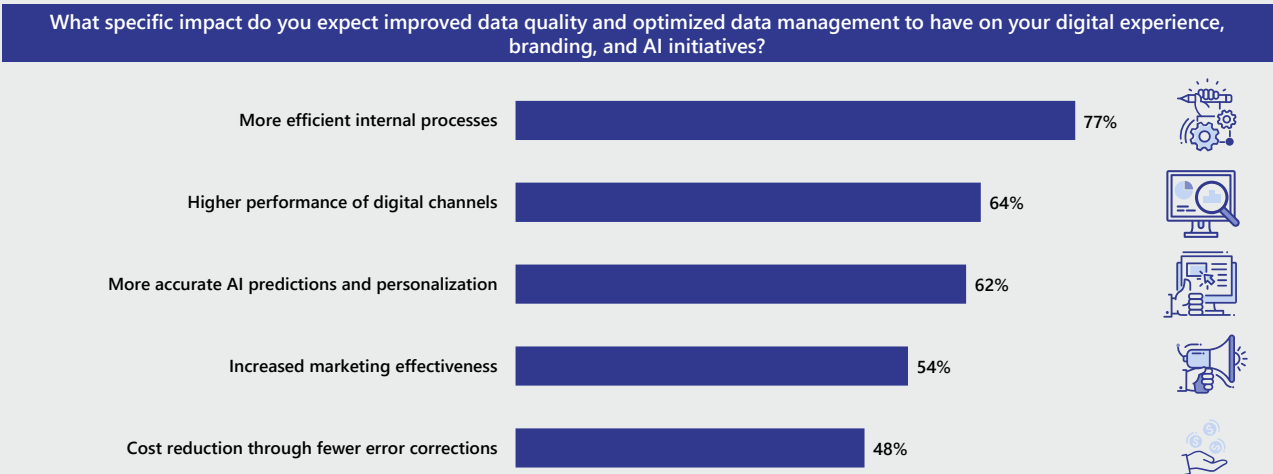 What specific impact do you expect improved data quality and optimized data management to have on your digital experience,
branding, and AI initiatives?
More efficient internal processes 77%
Higher performance of digital channels 64%
More accurate AI predictions and personalization 62%
Increased marketing effectiveness 54%
Cost reduction through fewer error corrections 48%